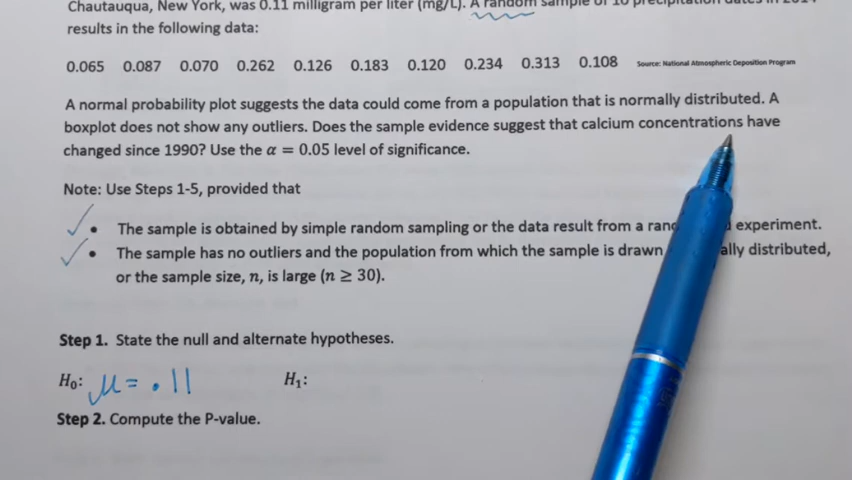 Chautauqua, New York, was 0.11 milligram per liter (mg/L). A random sample of 10 precipitation dates in
results in the following data:
0.065 0.087 0.070 0.262 0.126 0.183 0.120 0.234 0.313 0.108 Source: National Atmospheric Deposition Program
A normal probability plot suggests the data could come from a population that is normally distributed. A
boxplot does not show any outliers. Does the sample evidence suggest that calcium concentrations have
changed since 1990? Use the α = 0.05 level of significance.
Note: Use Steps 1-5, provided that
• The sample is obtained by simple random sampling or the data result from a experiment.
• The sample has no outliers and the population from which the sample is drawn distributed,
or the sample size, n, is large (n ≥ 30).
Step 1. State the null and alternate hypotheses.
H₀: μ = .11 H₁:
Step 2. Compute the P-value.